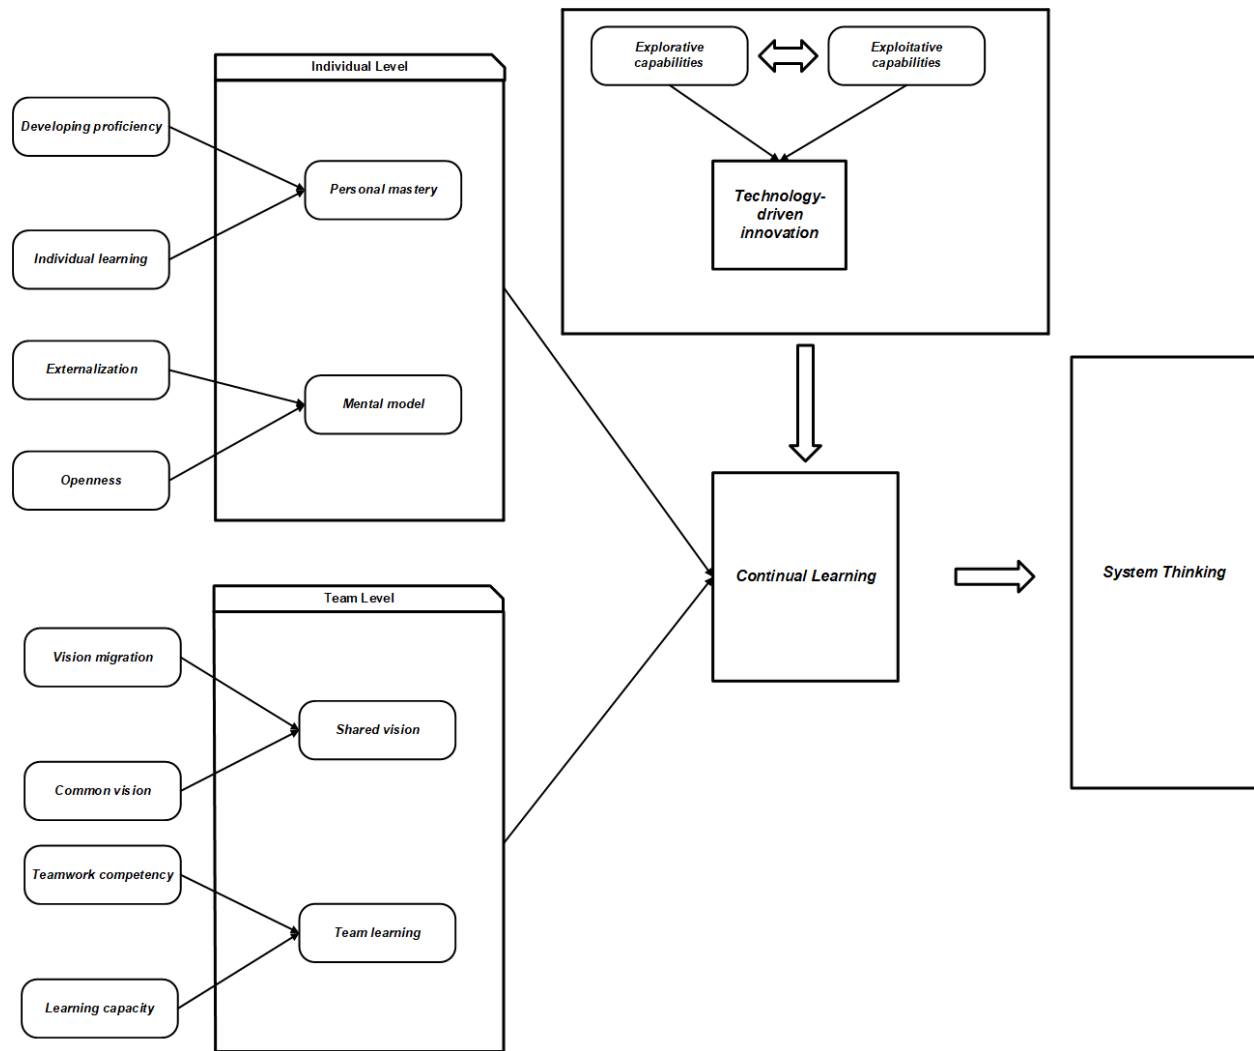 Individual Level
Developing proficiency
Personal mastery
Individual learning
Externalization
Mental model
Openness
Team Level
Vision migration
Shared vision
Common vision
Teamwork competency
Team learning
Learning capacity
Explorative
capabilities
Exploitative
capabilities
Technology-
driven
innovation
Continual Learning
System Thinking